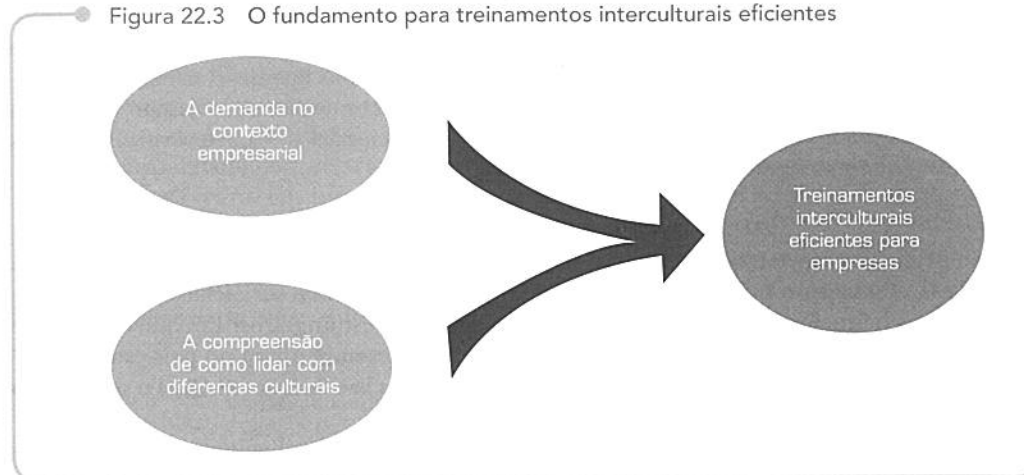 Figura 22.3 O fundamento para treinamentos interculturais eficientes
A demanda no
contexto
empresarial
A compreensão
de como lidar com
diferenças culturais
Treinamentos
interculturais
eficientes para
empresas